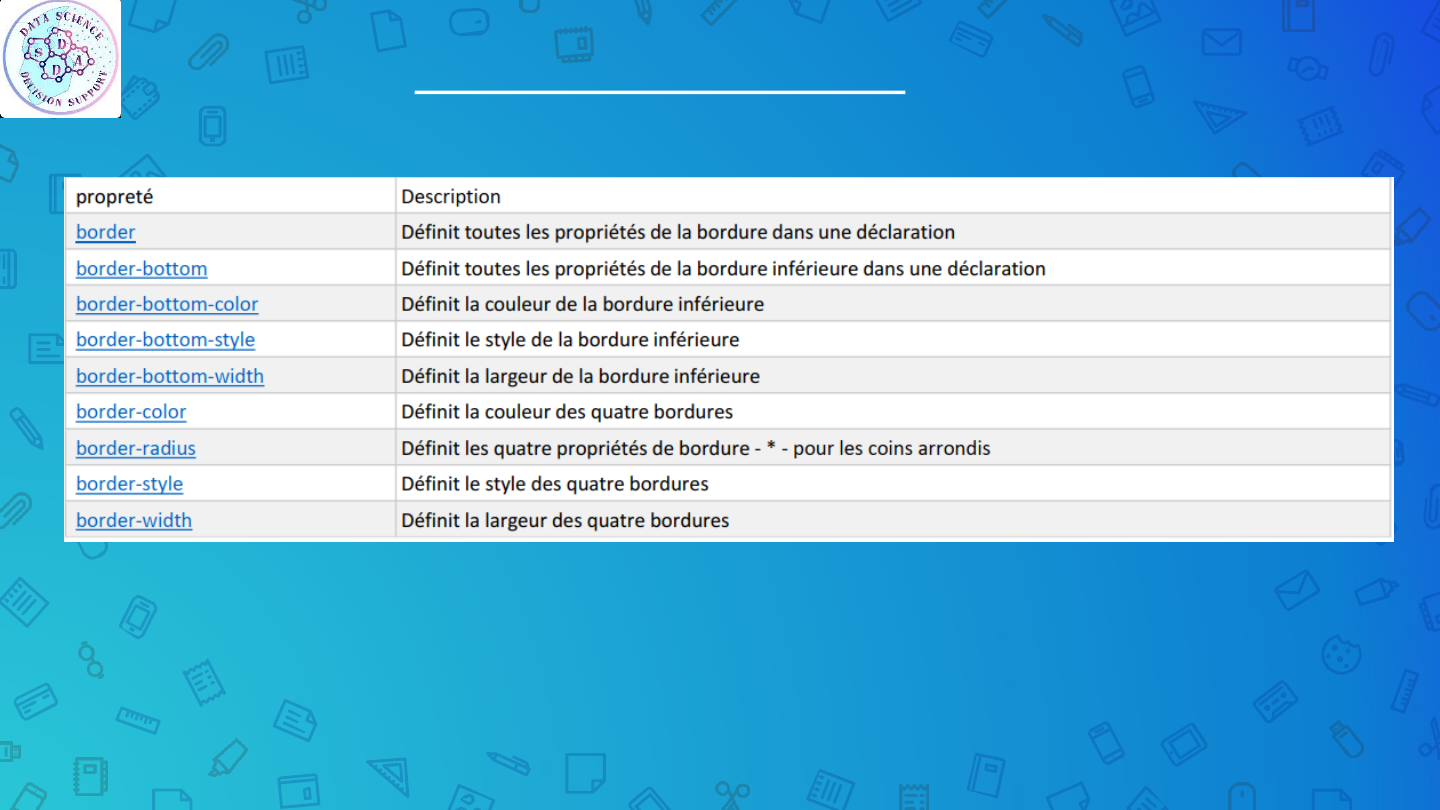 DATA SCIENCE
S D D A
DECISION SUPPORT
propreté Description
border Définit toutes les propriétés de la bordure dans une déclaration
border-bottom Définit toutes les propriétés de la bordure inférieure dans une déclaration
border-bottom-color Définit la couleur de la bordure inférieure
border-bottom-style Définit le style de la bordure inférieure
border-bottom-width Définit la largeur de la bordure inférieure
border-color Définit la couleur des quatre bordures
border-radius Définit les quatre propriétés de bordure - * - pour les coins arrondis
border-style Définit le style des quatre bordures
border-width Définit la largeur des quatre bordures